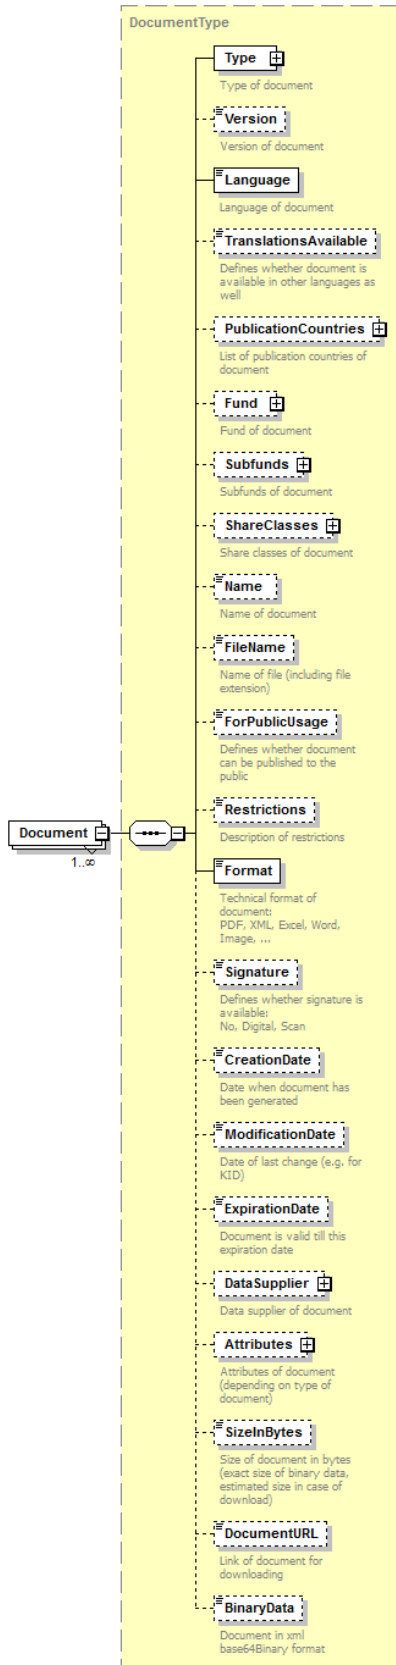 DocumentType
Type
Type of document
Version
Version of document
Language
Language of document
TranslationsAvailable
Defines whether document is
available in other languages as
well
PublicationCountries
List of publication countries of
document
Fund
Fund of document
Subfunds
Subfunds of document
ShareClasses
Share classes of document
Name
Name of document
FileName
Name of file (including file
extension)
ForPublicUsage
Defines whether document
can be published to the
public
Restrictions
Description of restrictions
Document
1..∞
Format
Technical format of
document:
PDF, XML, Excel, Word,
Image, ...
Signature
Defines whether signature is
available:
No, Digital, Scan
CreationDate
Date when document has
been generated
ModificationDate
Date of last change (e.g. for
KID)
ExpirationDate
Document is valid till this
expiration date
DataSupplier
Data supplier of document
Attributes
Attributes of document
(depending on type of
document)
SizeInBytes
Size of document in bytes
(exact size of binary data,
estimated size in case of
download)
DocumentURL
Link of document for
downloading
BinaryData
Document in xml
base64Binary format